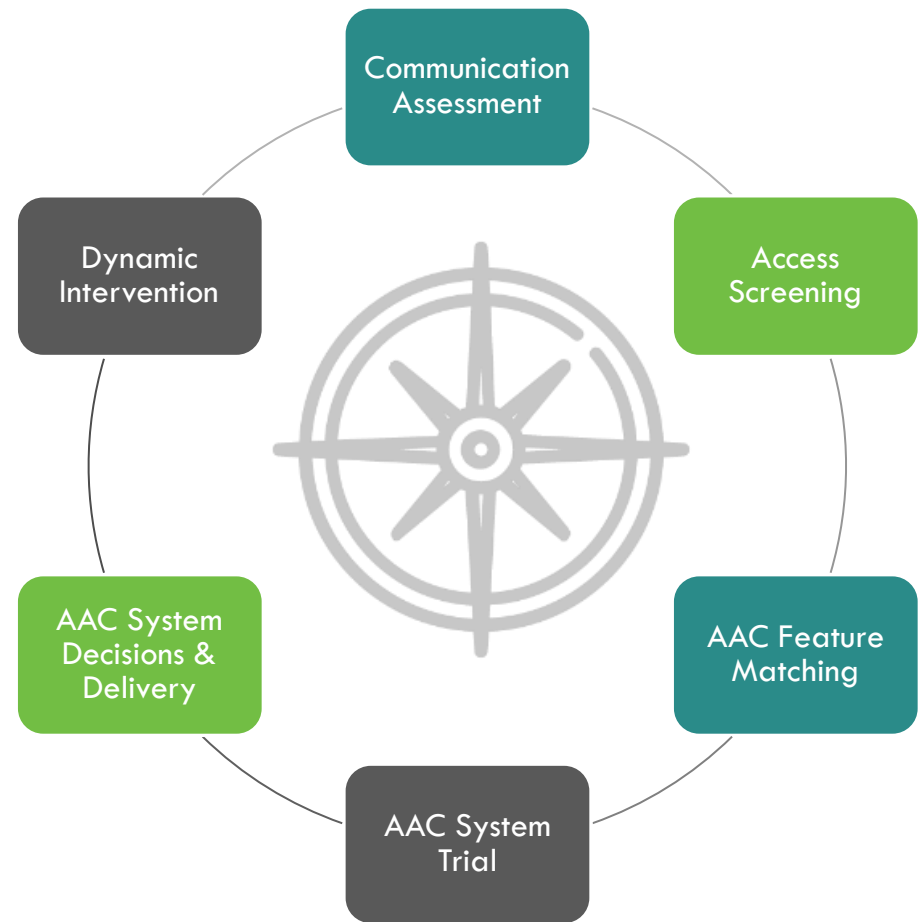 Communication
Assessment
Access
Screening
AAC Feature
Matching
AAC System
Trial
AAC System
Decisions &
Delivery
Dynamic
Intervention